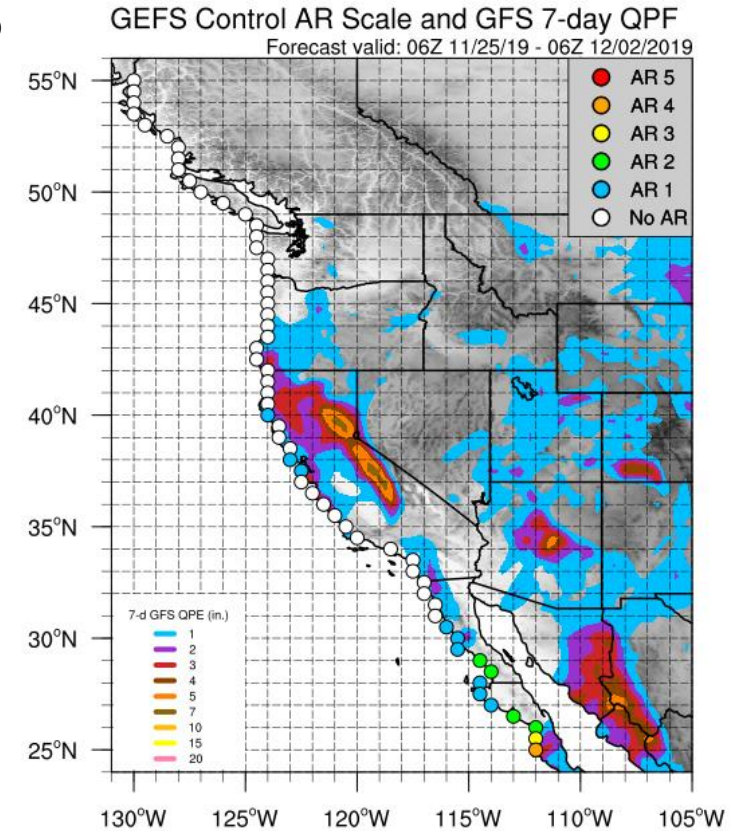 GEFS Control AR Scale and GFS 7-day QPF
Forecast valid: 06Z 11/25/19 - 06Z 12/02/2019
AR 5
AR 4
AR 3
AR 2
AR 1
No AR
55°N
50°N
45°N
40°N
35°N
30°N
25°N
7-d GFS QPE (in.)
1
2
3
4
5
7
10
15
20
130°W 125°W 120°W 115°W 110°W 105°W